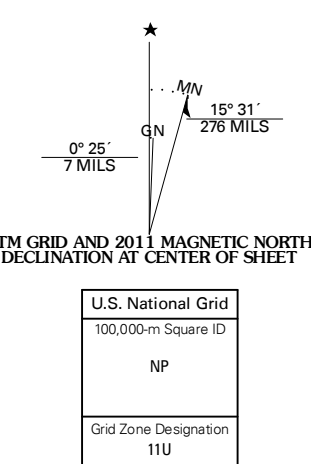 ★
MN
GN
15° 31´
276 MILS
0° 25´
7 MILS
TM GRID AND 2011 MAGNETIC NORTH
DECLINATION AT CENTER OF SHEET
U.S. National Grid
100,000-m Square ID
NP
Grid Zone Designation
11U